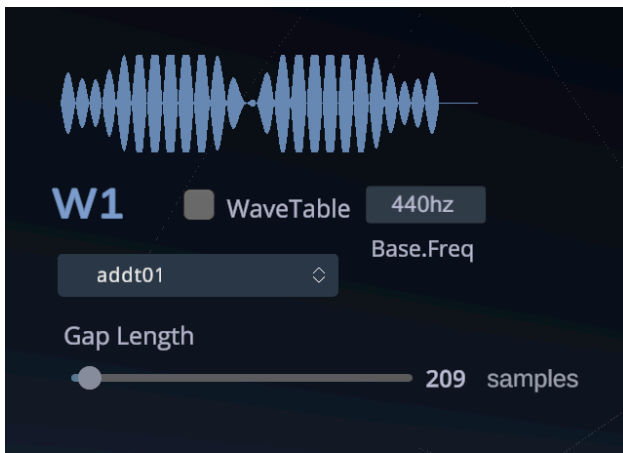 W1 WaveTable 440hz
Base.Freq
addt01
Gap Length
209 samples